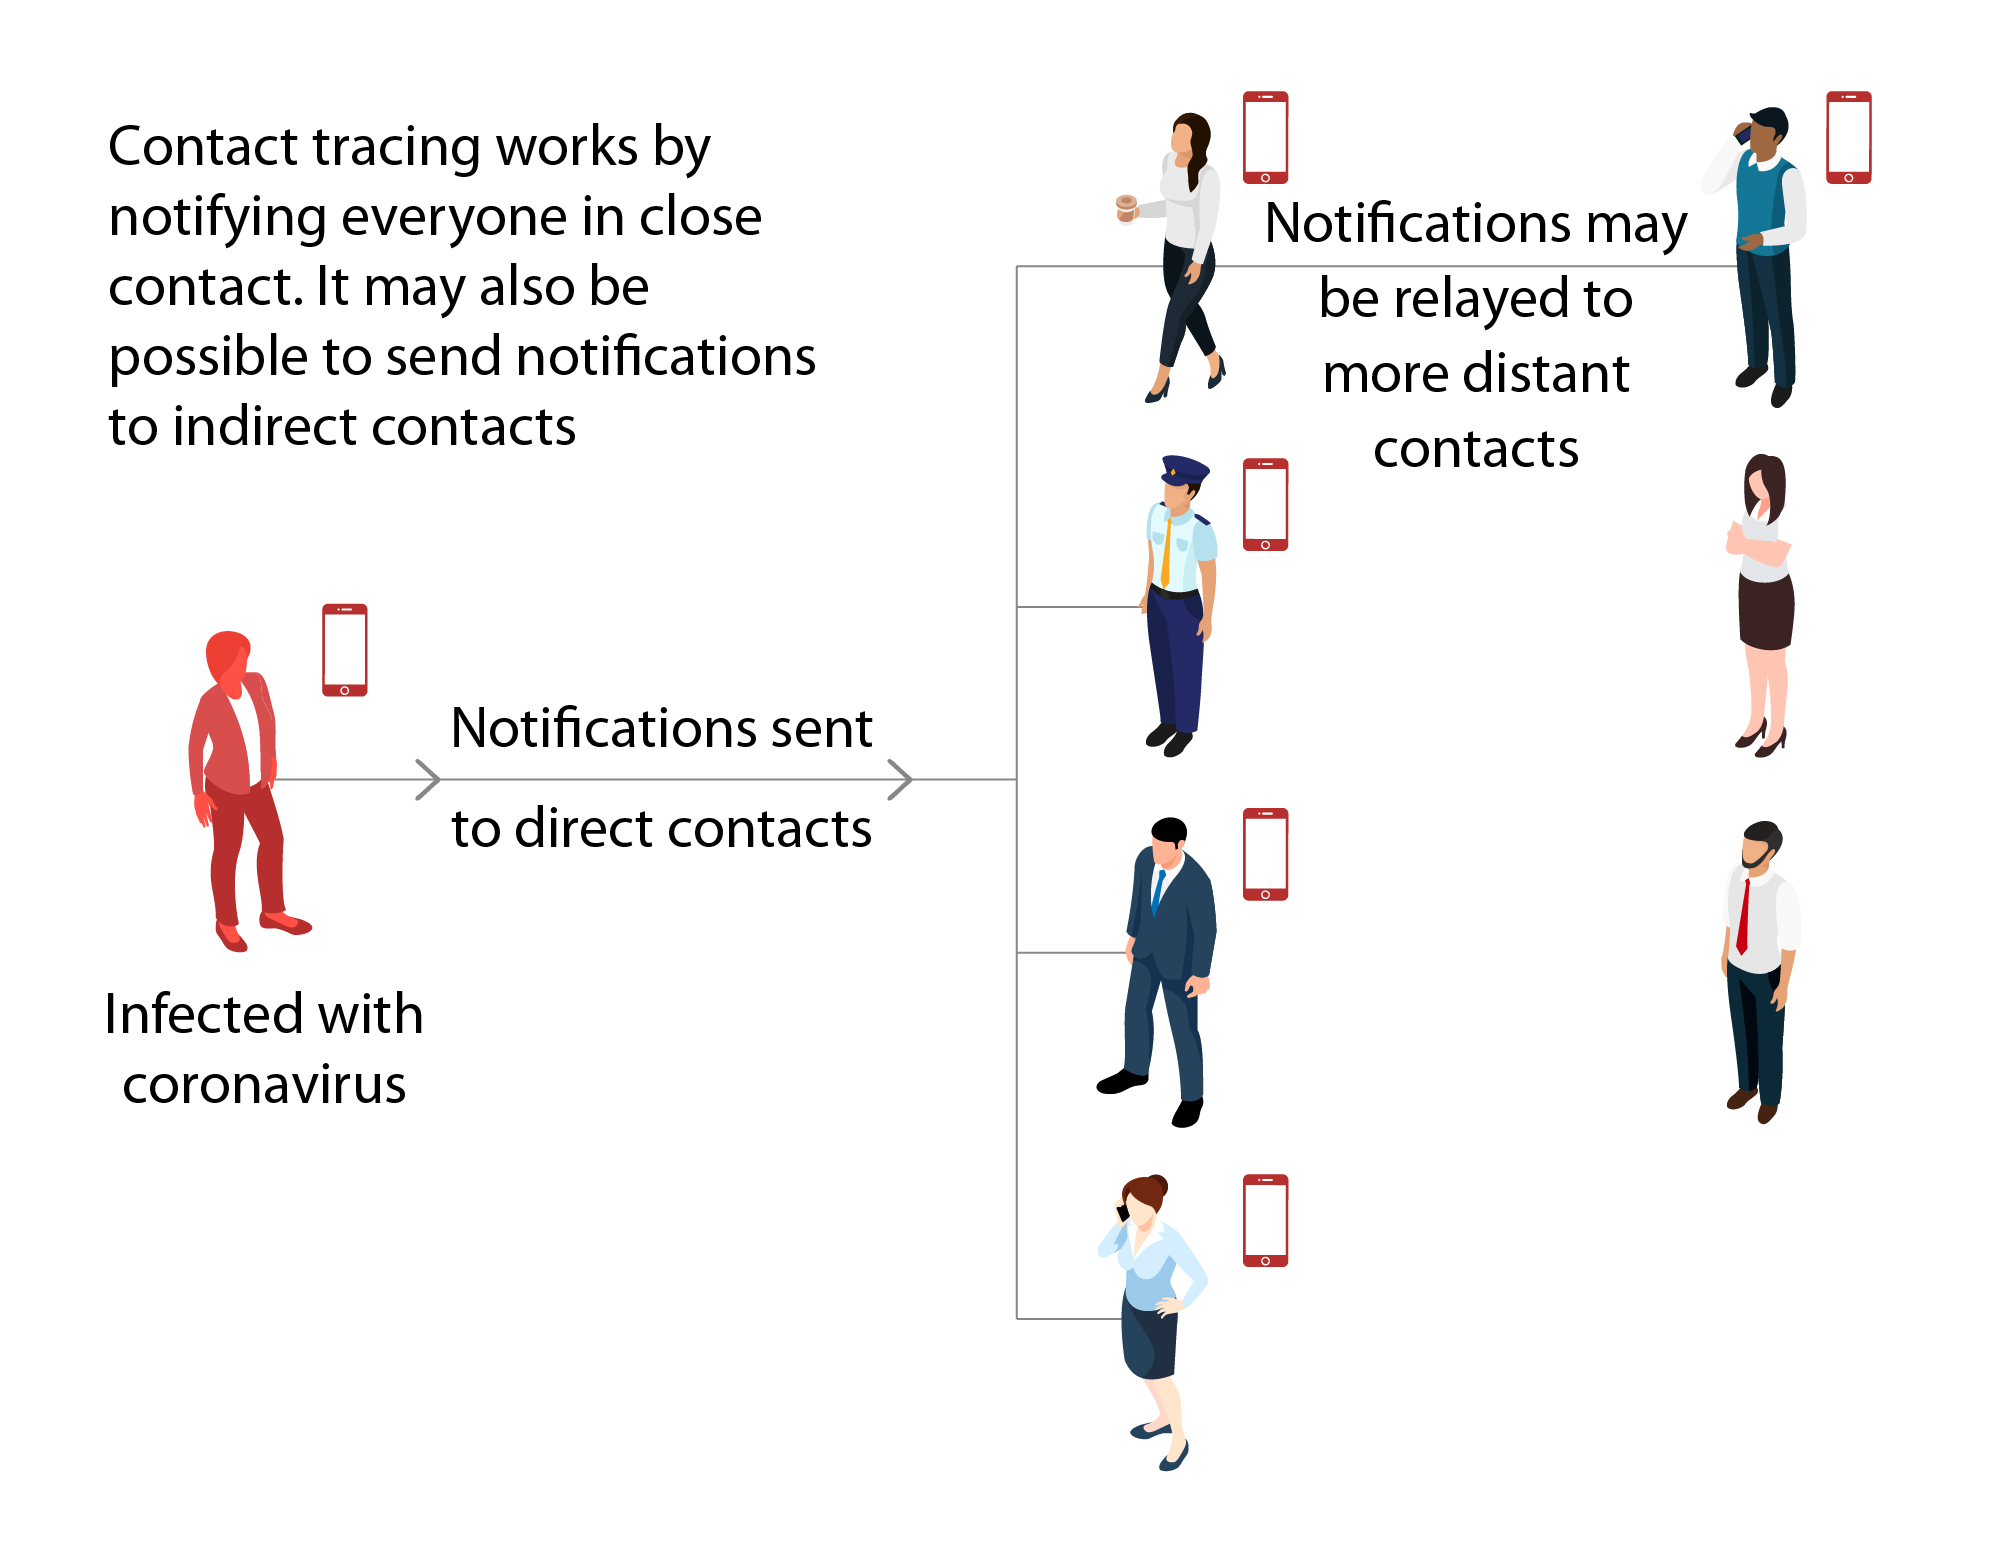 Contact tracing works by
notifying everyone in close
contact. It may also be
possible to send notifications
to indirect contacts
Notifications may
be relayed to
more distant
contacts
Notifications sent
to direct contacts
Infected with
coronavirus